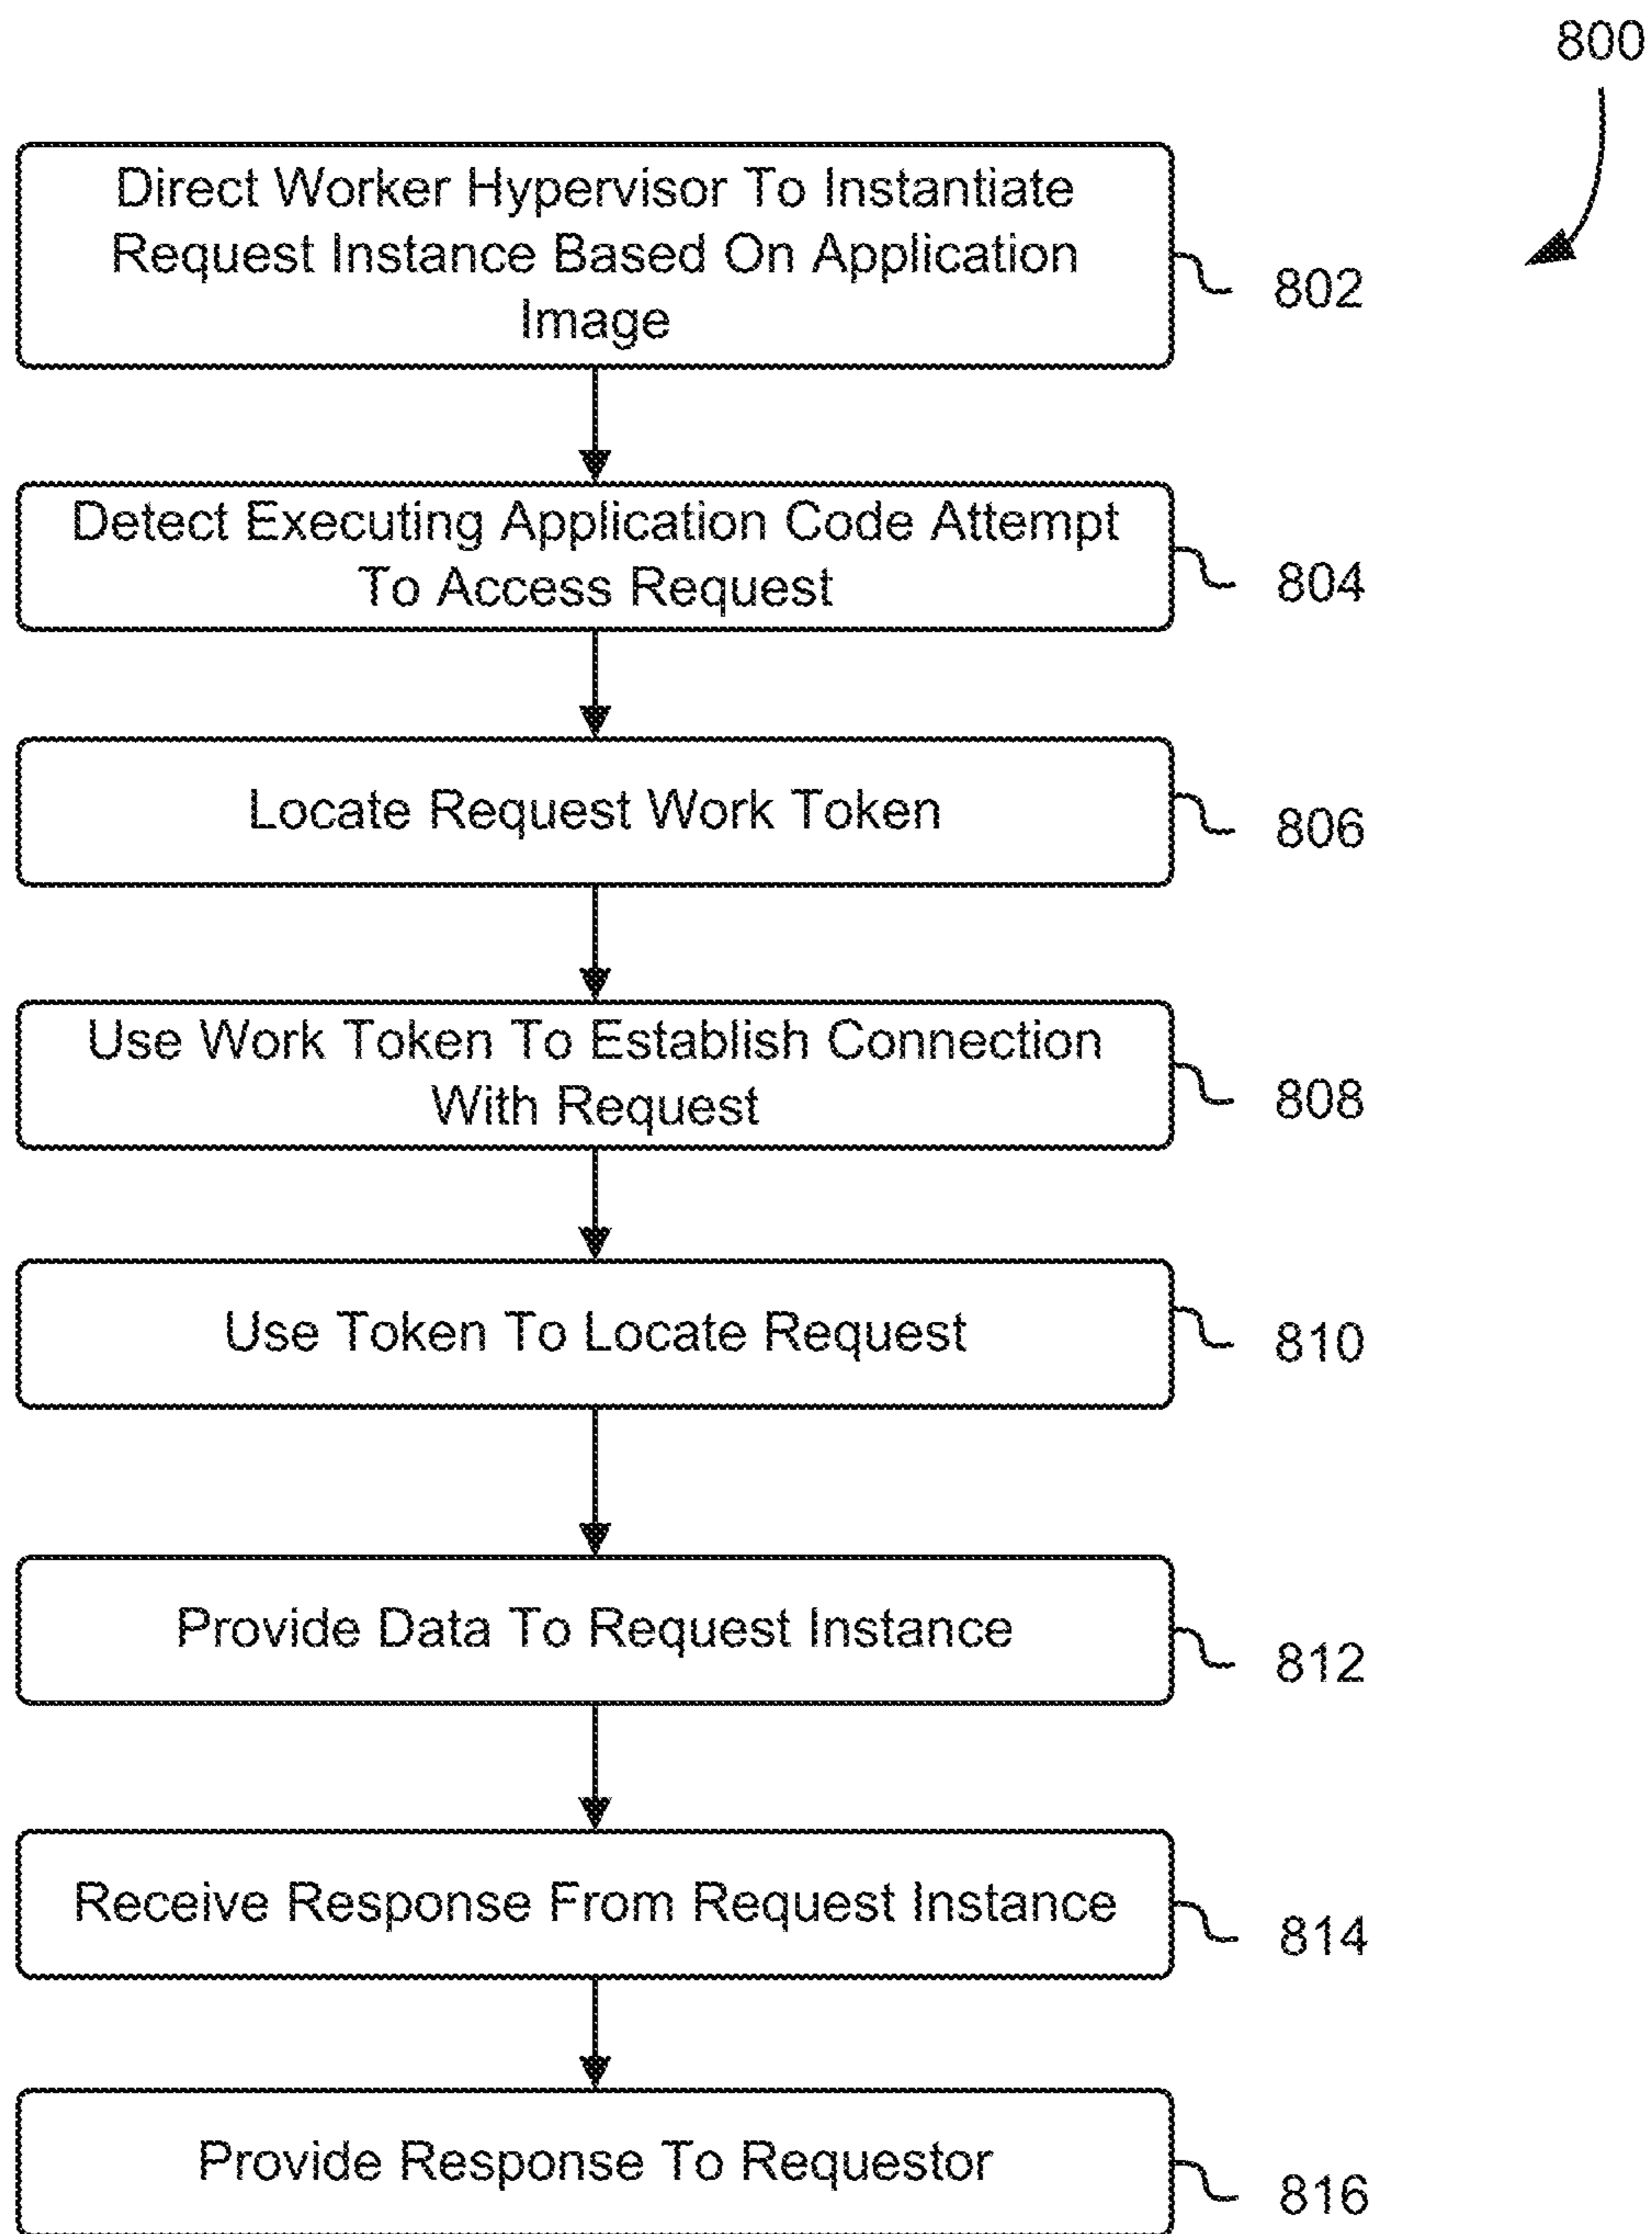 800
Direct Worker Hypervisor To Instantiate
Request Instance Based On Application
Image
802
Detect Executing Application Code Attempt
To Access Request
804
Locate Request Work Token
806
Use Work Token To Establish Connection
With Request
808
Use Token To Locate Request
810
Provide Data To Request Instance
812
Receive Response From Request Instance
814
Provide Response To Requestor
816